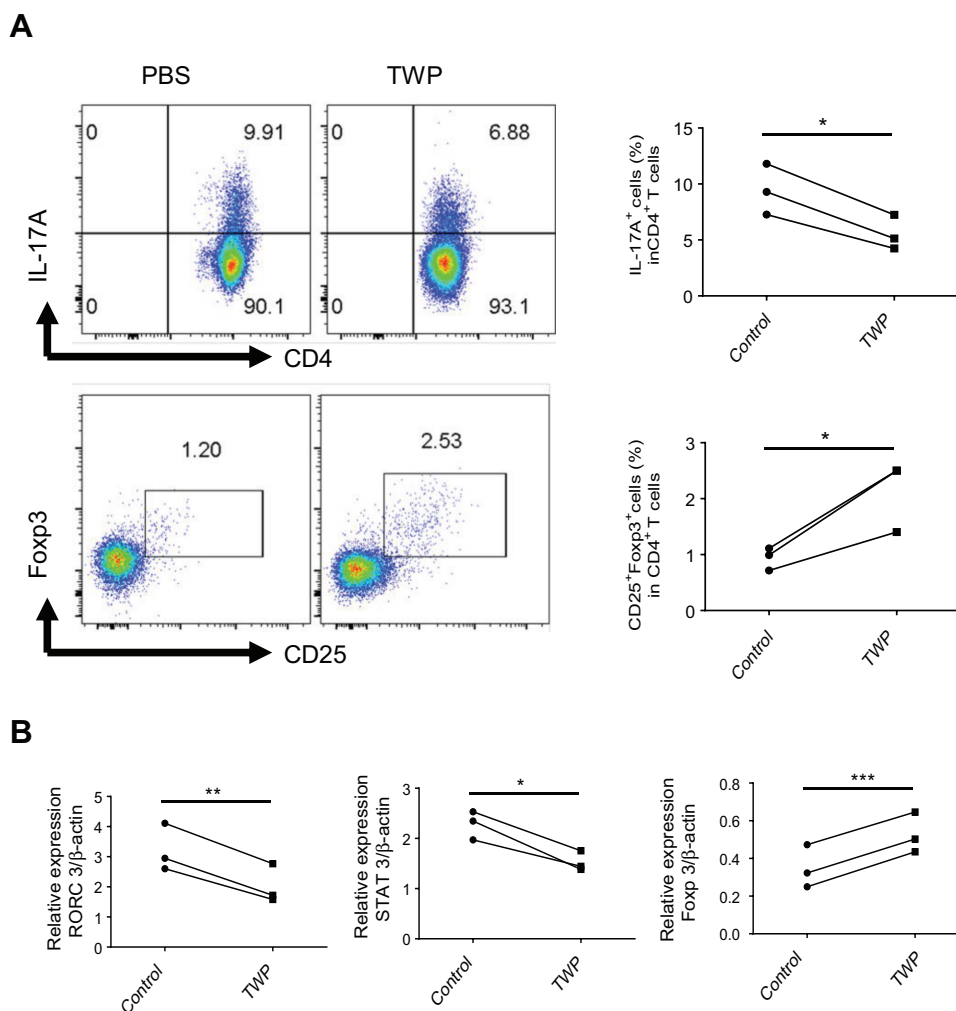 A
PBS
TWP
0
9.91
0
90.1
0
6.88
0
93.1
IL-17A
CD4
15
10
5
0
*
IL-17A+ cells (%)
inCD4+ T cells
Control
TWP
1.20
2.53
Foxp3
CD25
3
2
1
0
*
CD25+Foxp3+cells (%)
in CD4+ T cells
Control
TWP
B
5
4
3
2
1
0
**
Relative expression
RORC 3/β-actin
Control
TWP
3
2
1
0
*
Relative expression
STAT 3/β-actin
Control
TWP
0.8
0.6
0.4
0.2
0.0
***
Relative expression
Foxp 3/β-actin
Control
TWP